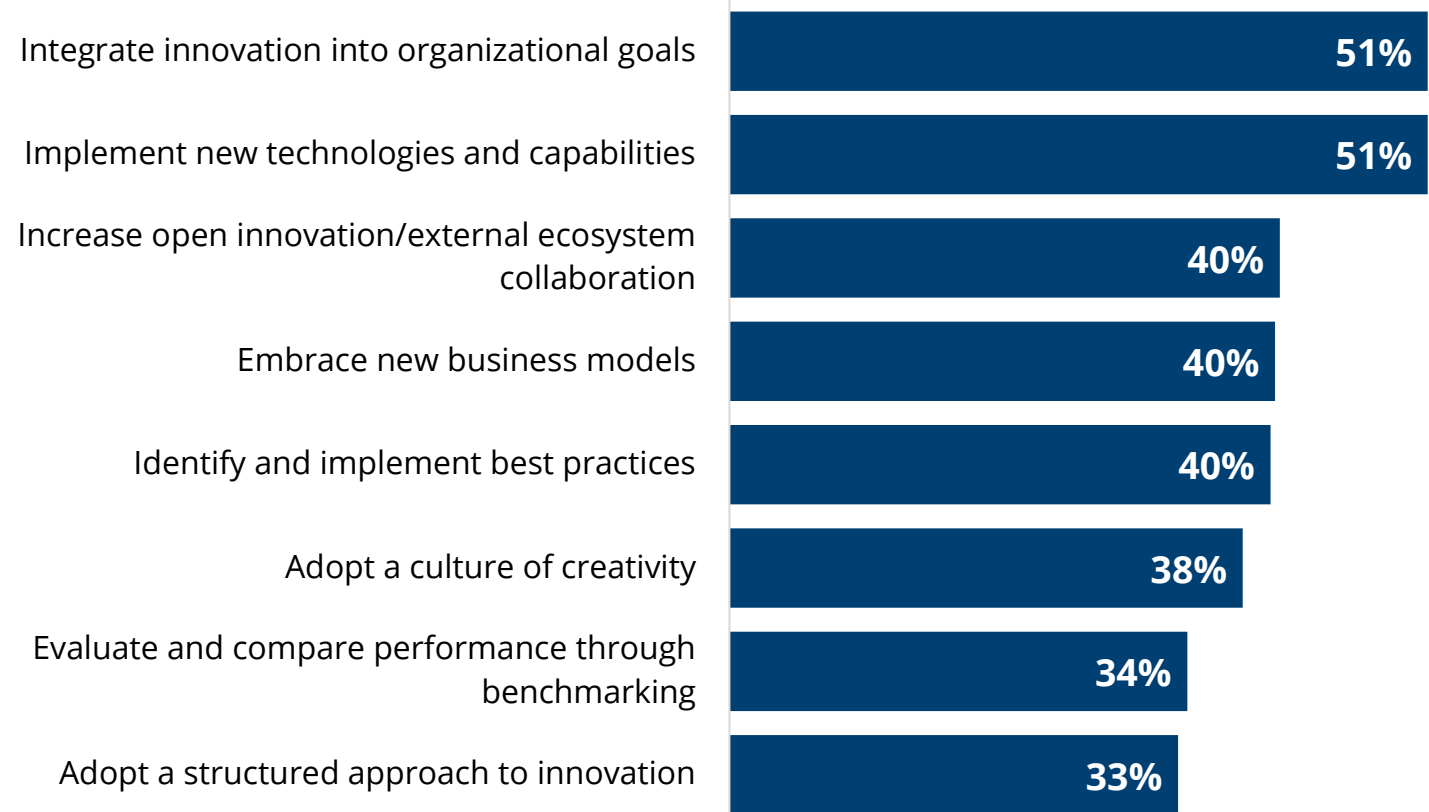 Integrate innovation into organizational goals 51%
Implement new technologies and capabilities 51%
Increase open innovation/external ecosystem
collaboration 40%
Embrace new business models 40%
Identify and implement best practices 40%
Adopt a culture of creativity 38%
Evaluate and compare performance through
benchmarking 34%
Adopt a structured approach to innovation 33%